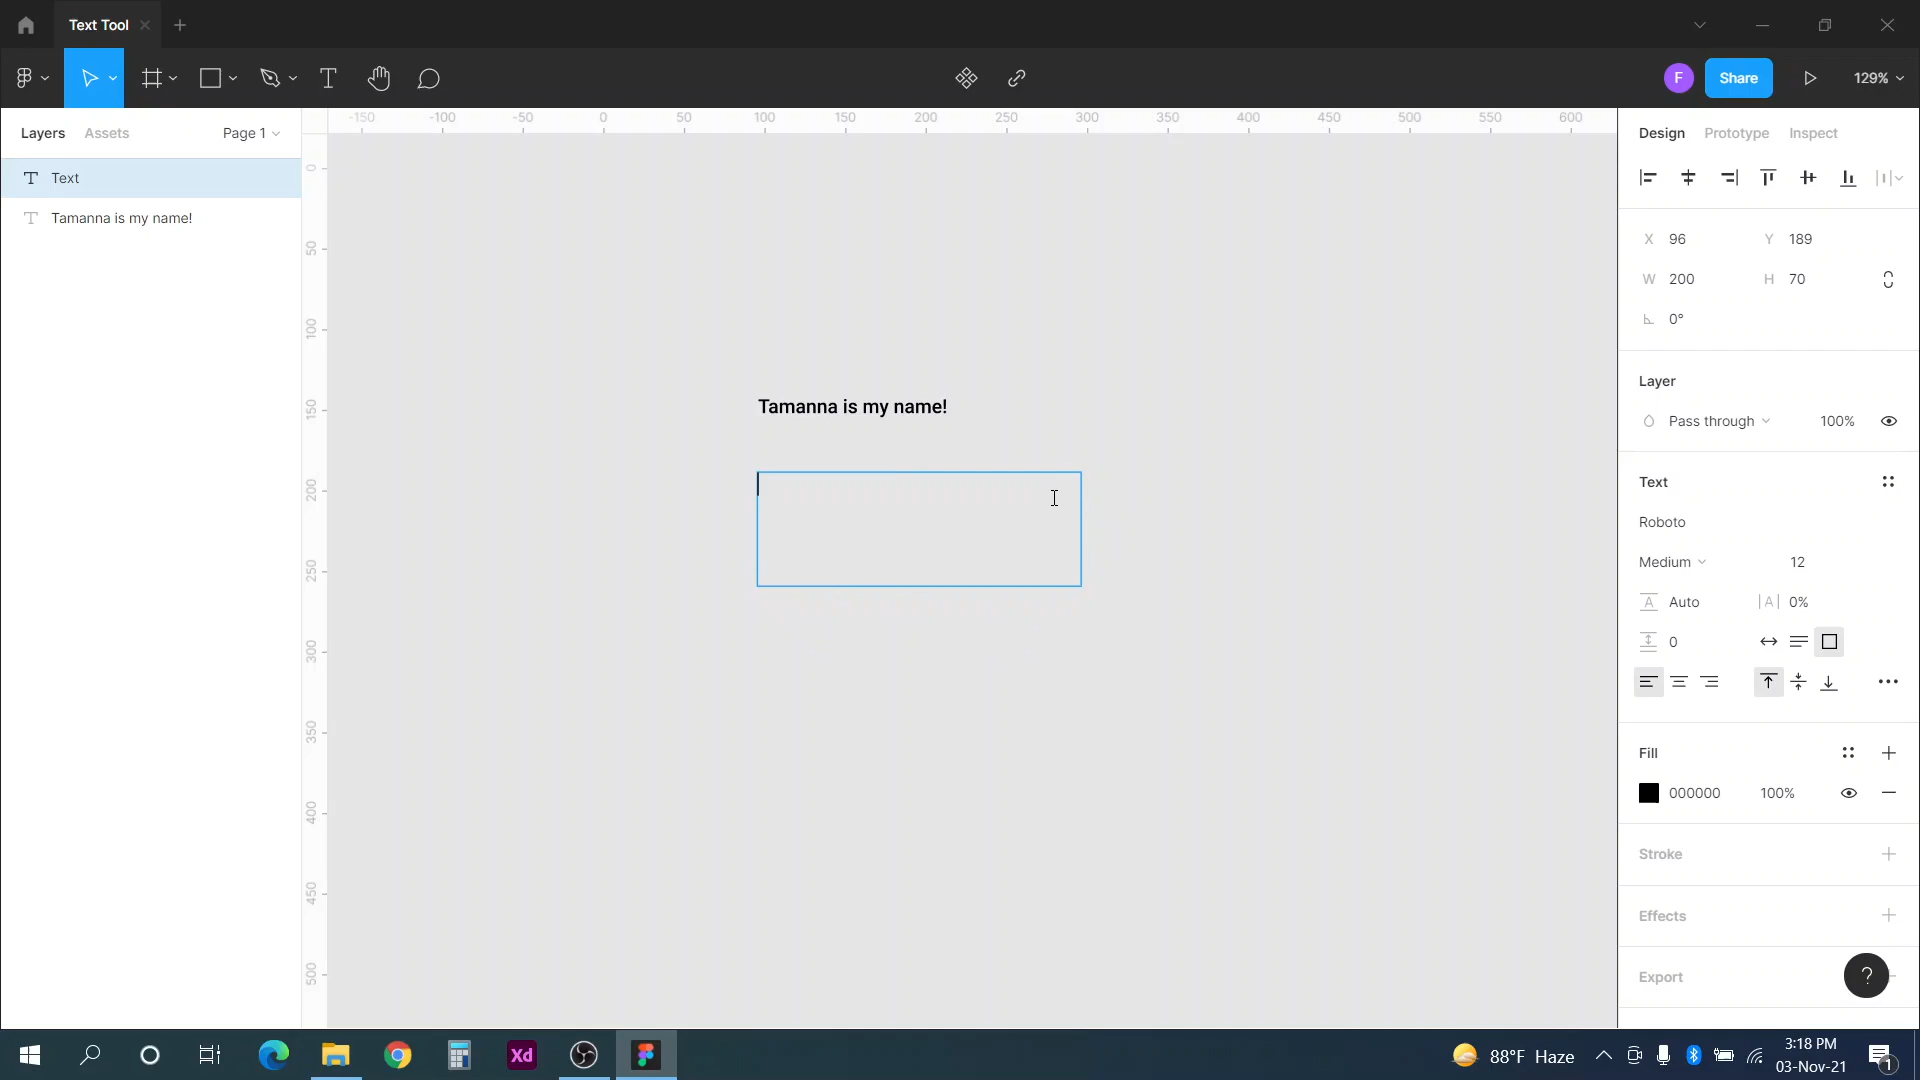 Text Tool
Share
129%
F
Layers
Assets
Page 1
-150 -100 -50 0 50 100 150 200 250 300 350 400 450 500 550 600
Design
Prototype
Inspect
Text
Tamanna is my name!
0
50
100
150
200
250
300
350
400
450
500
Tamanna is my name!
X 96
Y 189
W 200
H 70
0°
Layer
Pass through
100%
Text
Roboto
Medium
12
A Auto
|A| 0%
0
Fill
000000
100%
Stroke
Effects
Export
?
Xd
88°F Haze
3:18 PM
03-Nov-21
1